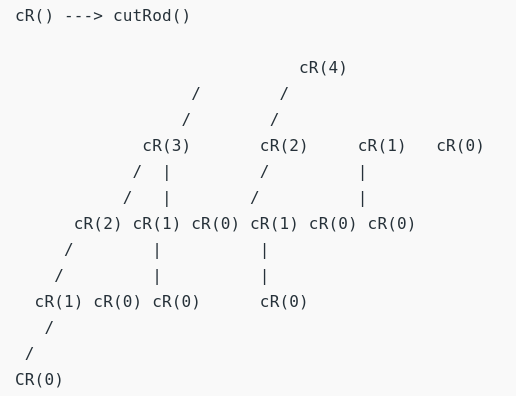 cR() ---> cutRod()
cR(4)
/ /
/ /
cR(3) cR(2) cR(1) cR(0)
/ | / |
/ | / |
cR(2) cR(1) cR(0) cR(1) cR(0) cR(0)
/ | |
/ | |
cR(1) cR(0) cR(0) cR(0)
/
/
CR(0)